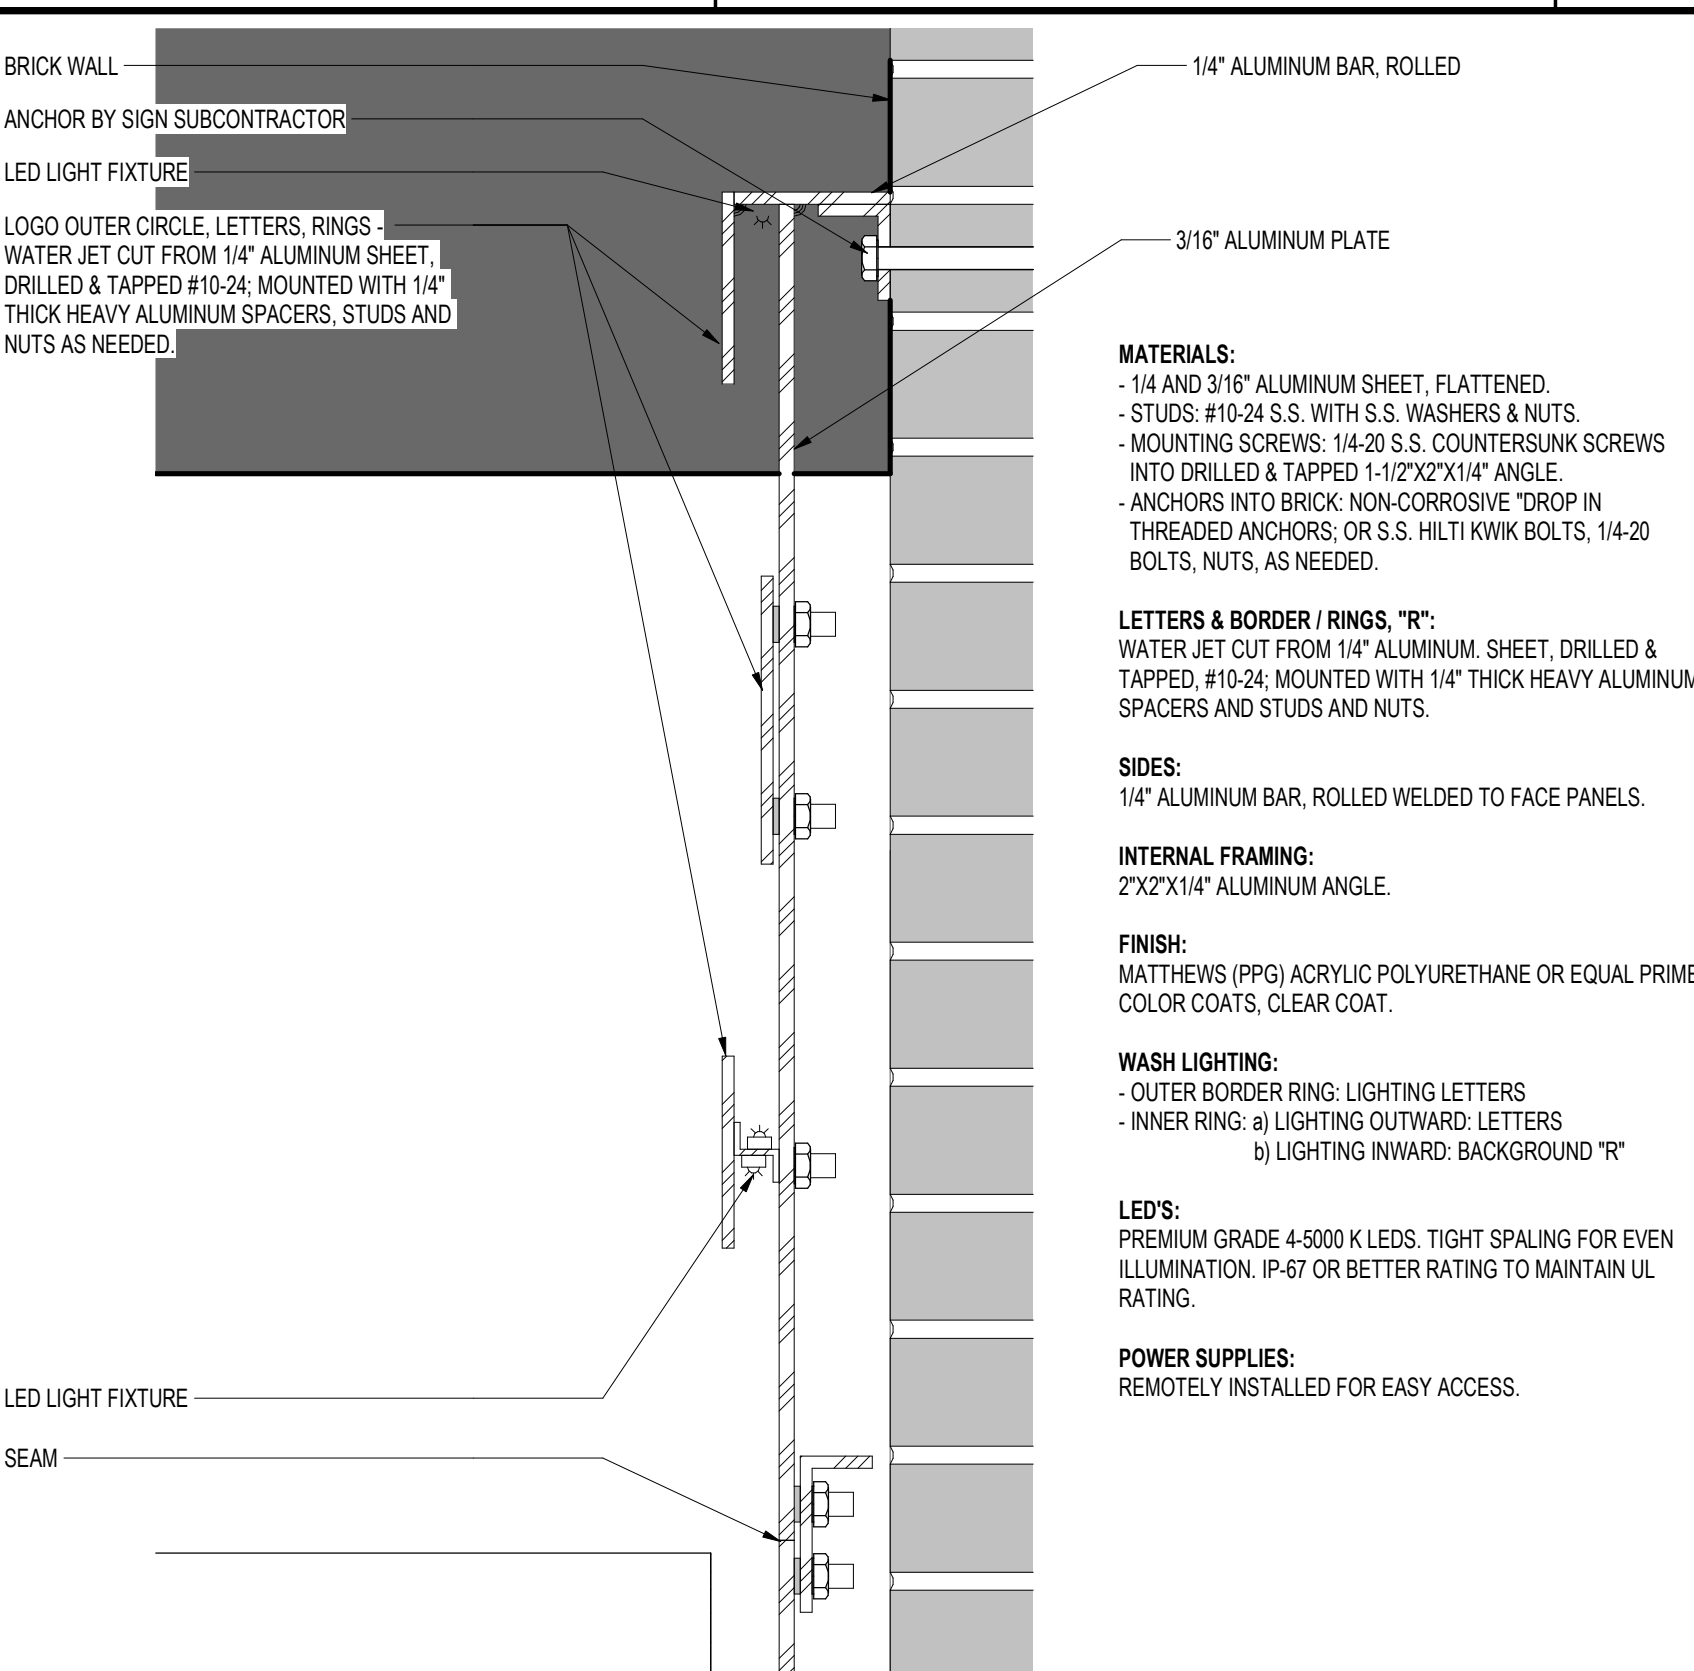 BRICK WALL
ANCHOR BY SIGN SUBCONTRACTOR
LED LIGHT FIXTURE
LOGO OUTER CIRCLE, LETTERS, RINGS -
WATER JET CUT FROM 1/4" ALUMINUM SHEET,
DRILLED & TAPPED #10-24; MOUNTED WITH 1/4"
THICK HEAVY ALUMINUM SPACERS, STUDS AND
NUTS AS NEEDED.
LED LIGHT FIXTURE
SEAM
1/4" ALUMINUM BAR, ROLLED
3/16" ALUMINUM PLATE
MATERIALS:
- 1/4 AND 3/16" ALUMINUM SHEET, FLATTENED.
- STUDS: #10-24 S.S. WITH S.S. WASHERS & NUTS.
- MOUNTING SCREWS: 1/4-20 S.S. COUNTERSUNK SCREWS
INTO DRILLED & TAPPED 1-1/2"X2"X1/4" ANGLE.
- ANCHORS INTO BRICK: NON-CORROSIVE "DROP IN
THREADED ANCHORS; OR S.S. HILTI KWIK BOLTS, 1/4-20
BOLTS, NUTS, AS NEEDED.
LETTERS & BORDER / RINGS, "R":
WATER JET CUT FROM 1/4" ALUMINUM. SHEET, DRILLED &
TAPPED, #10-24; MOUNTED WITH 1/4" THICK HEAVY ALUMINUM
SPACERS AND STUDS AND NUTS.
SIDES:
1/4" ALUMINUM BAR, ROLLED WELDED TO FACE PANELS.
INTERNAL FRAMING:
2"X2"X1/4" ALUMINUM ANGLE.
FINISH:
MATTHEWS (PPG) ACRYLIC POLYURETHANE OR EQUAL PRIME
COLOR COATS, CLEAR COAT.
WASH LIGHTING:
- OUTER BORDER RING: LIGHTING LETTERS
- INNER RING: a) LIGHTING OUTWARD: LETTERS
b) LIGHTING INWARD: BACKGROUND "R"
LED'S:
PREMIUM GRADE 4-5000 K LEDS. TIGHT SPALING FOR EVEN
ILLUMINATION. IP-67 OR BETTER RATING TO MAINTAIN UL
RATING.
POWER SUPPLIES:
REMOTELY INSTALLED FOR EASY ACCESS.